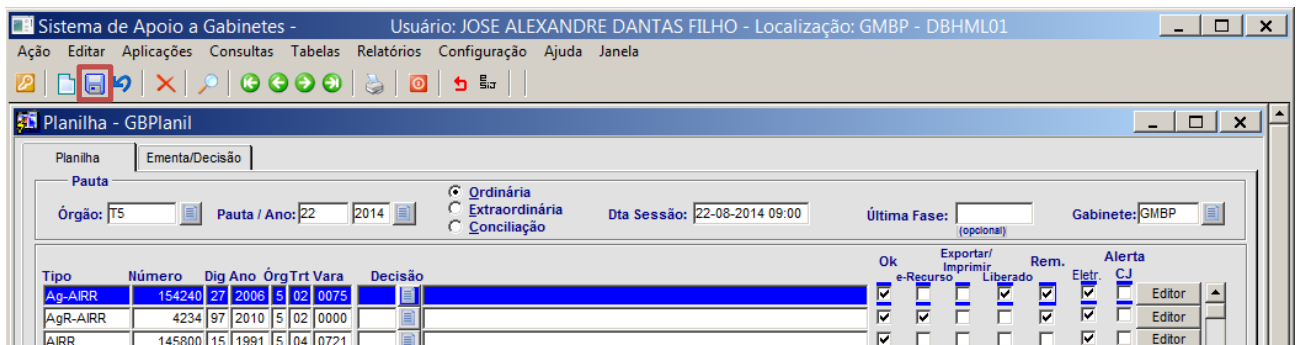 Sistema de Apoio a Gabinetes - Usuário: JOSE ALEXANDRE DANTAS FILHO - Localização: GMBP - DBHML01
Ação Editar Aplicações Consultas Tabelas Relatórios Configuração Ajuda Janela
Planilha - GBPlanil
Planilha Ementa/Decisão
Pauta
Órgão: T5 Pauta / Ano: 22 2014
Ordinária
Extraordinária
Conciliação
Dta Sessão: 22-08-2014 09:00 Última Fase: (opcional) Gabinete: GMBP
Tipo Número Dig Ano Órg Trt Vara Decisão Ok e-Recurso Exportar/ Imprimir Liberado Rem. Eletr. Alerta CJ
Ag-AIRR 154240 27 2006 5 02 0075 Editor
AgR-AIRR 4234 97 2010 5 02 0000 Editor
AIRR 145800 15 1991 5 04 0721 Editor